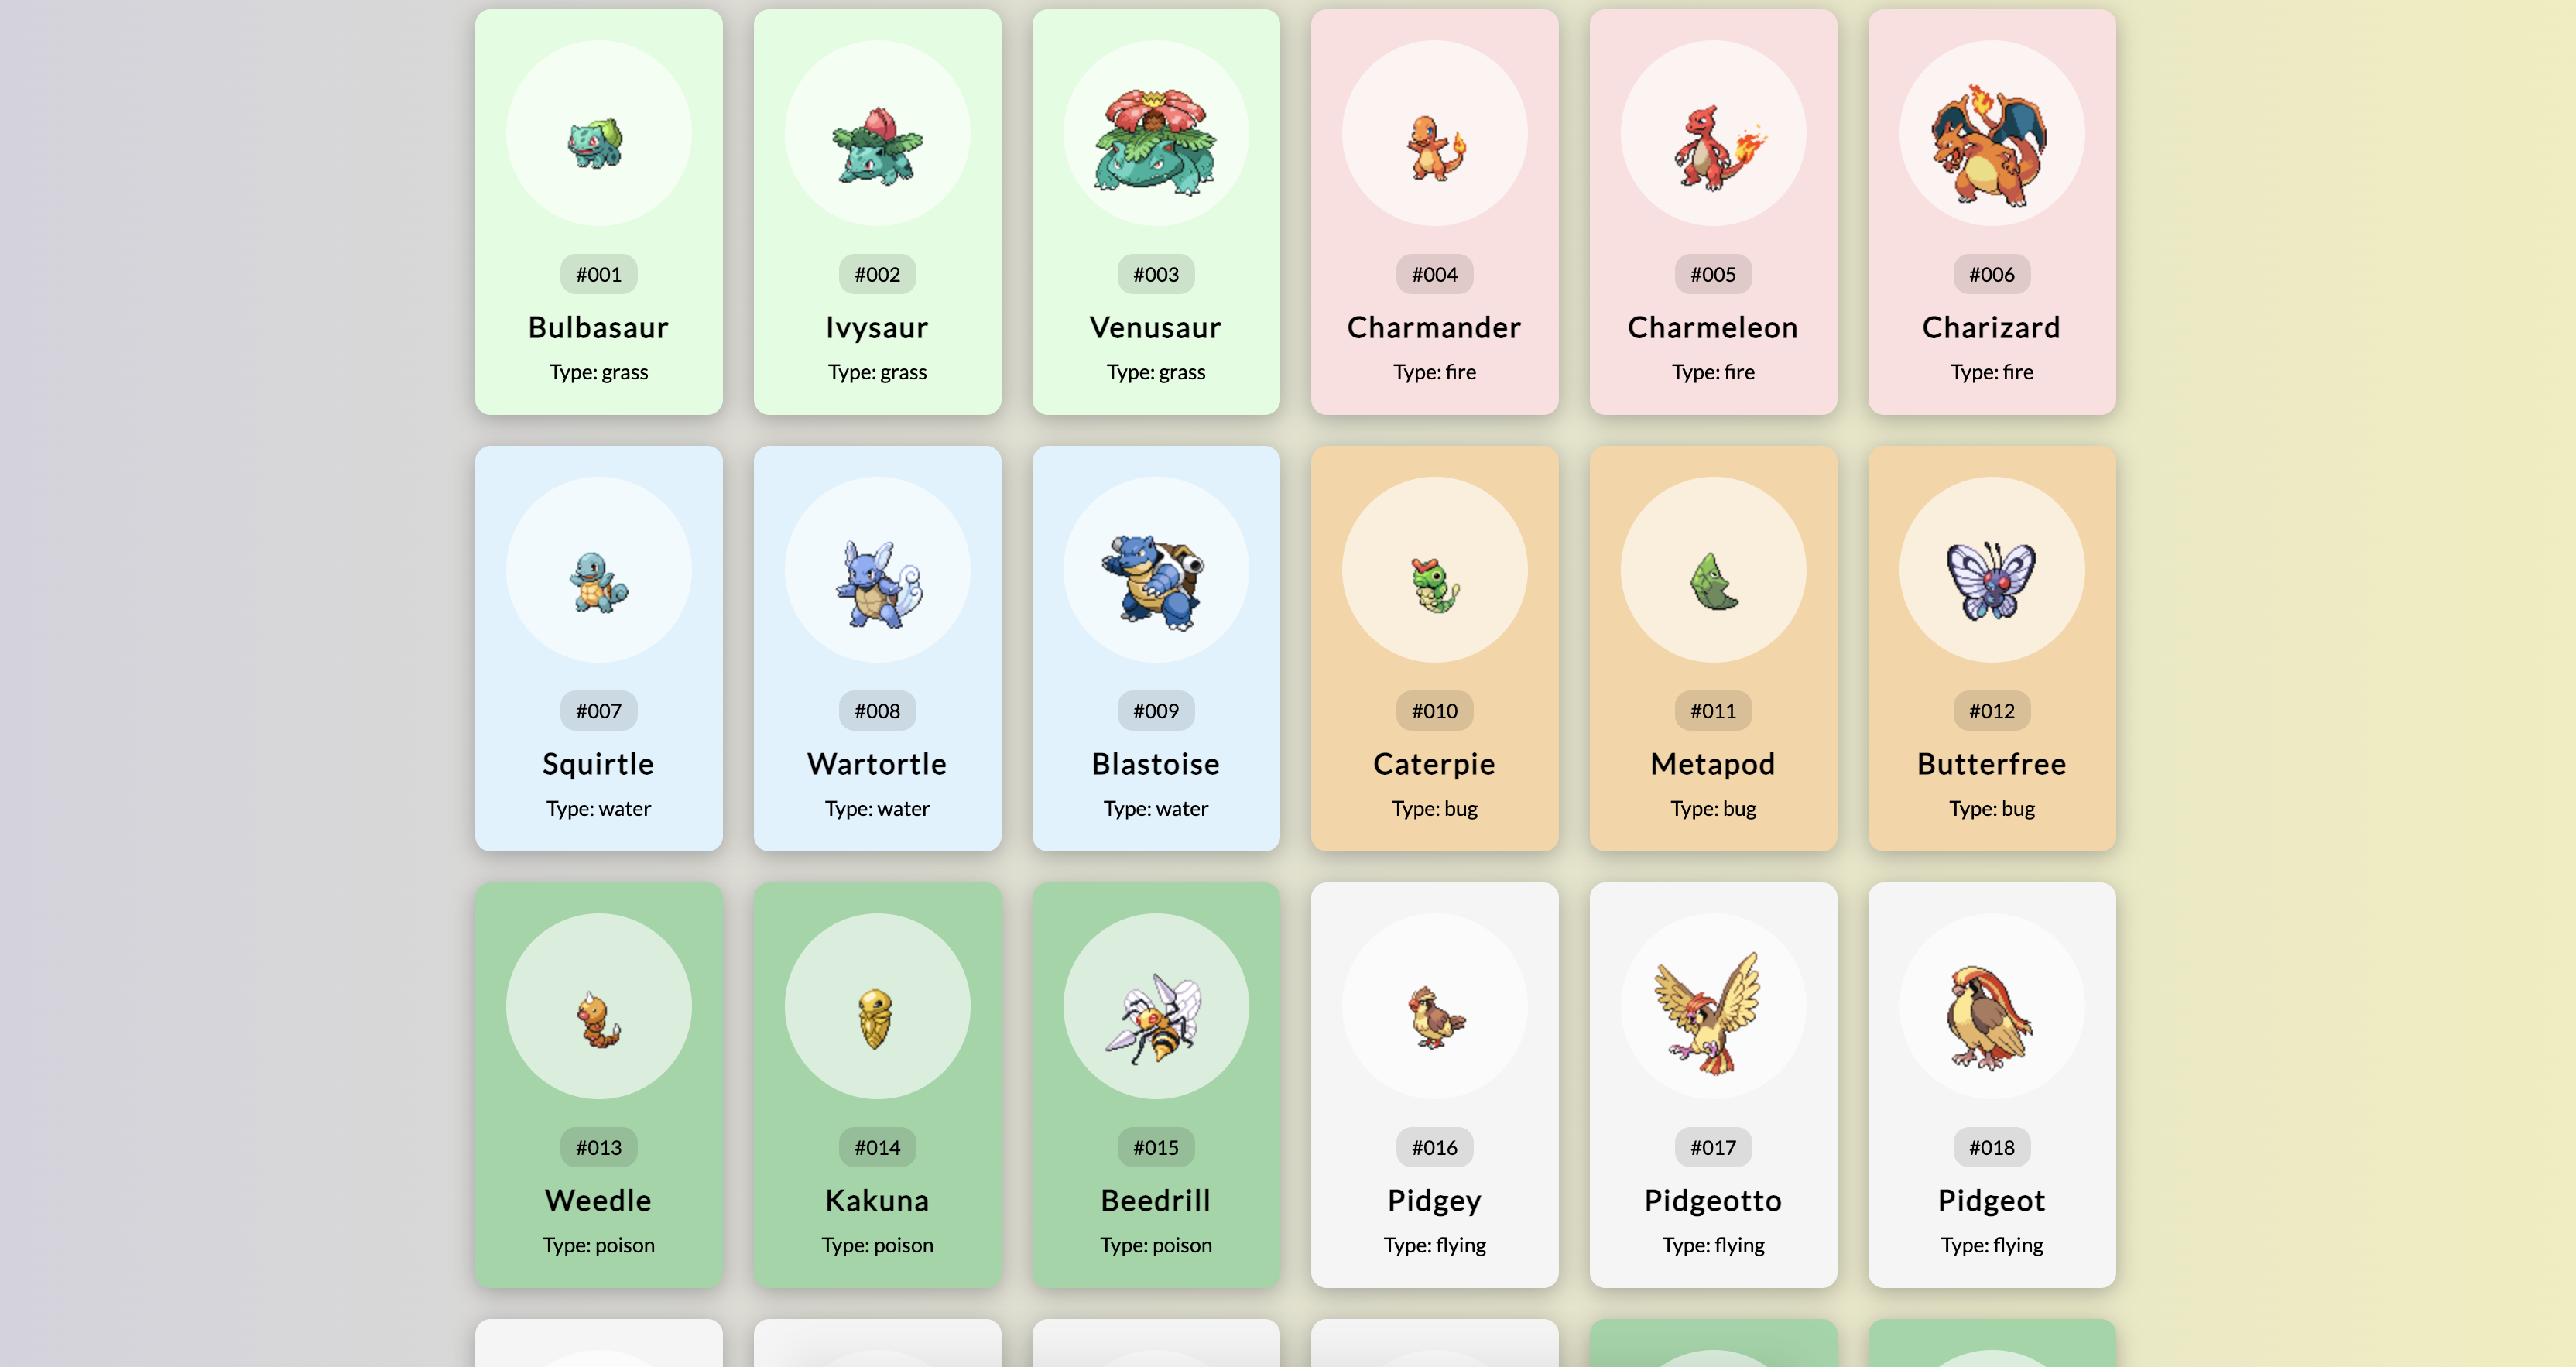 #001
Bulbasaur
Type: grass
#002
Ivysaur
Type: grass
#003
Venusaur
Type: grass
#004
Charmander
Type: fire
#005
Charmeleon
Type: fire
#006
Charizard
Type: fire
#007
Squirtle
Type: water
#008
Wartortle
Type: water
#009
Blastoise
Type: water
#010
Caterpie
Type: bug
#011
Metapod
Type: bug
#012
Butterfree
Type: bug
#013
Weedle
Type: poison
#014
Kakuna
Type: poison
#015
Beedrill
Type: poison
#016
Pidgey
Type: flying
#017
Pidgeotto
Type: flying
#018
Pidgeot
Type: flying